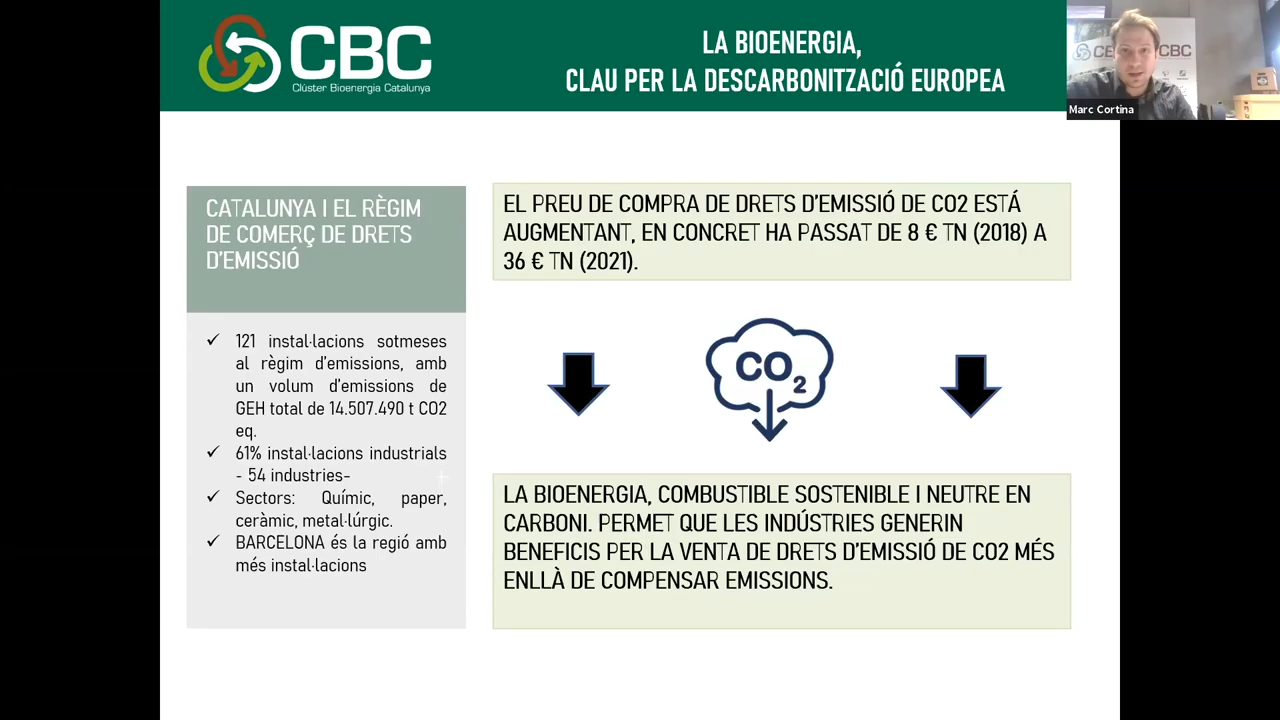 CBC
Clúster Bioenergia Catalunya
LA BIOENERGIA,
CLAU PER LA DESCARBONITZACIÓ EUROPEA
Marc Cortina
CATALUNYA I EL RÈGIM
DE COMERÇ DE DRETS
D'EMISSIÓ
✓ 121 instal·lacions sotmeses
al règim d'emissions, amb
un volum d'emissions de
GEH total de 14.507.490 t CO2
eq.
✓ 61% instal·lacions industrials
- 54 industries-
✓ Sectors: Químic, paper,
ceràmic, metal·lúrgic.
✓ BARCELONA és la regió amb
més instal·lacions
EL PREU DE COMPRA DE DRETS D'EMISSIÓ DE CO2 ESTÁ
AUGMENTANT, EN CONCRET HA PASSAT DE 8 € TN (2018) A
36 € TN (2021).
CO2
LA BIOENERGIA, COMBUSTIBLE SOSTENIBLE I NEUTRE EN
CARBONI. PERMET QUE LES INDÚSTRIES GENERIN
BENEFICIS PER LA VENTA DE DRETS D'EMISSIÓ DE CO2 MÉS
ENLLÀ DE COMPENSAR EMISSIONS.